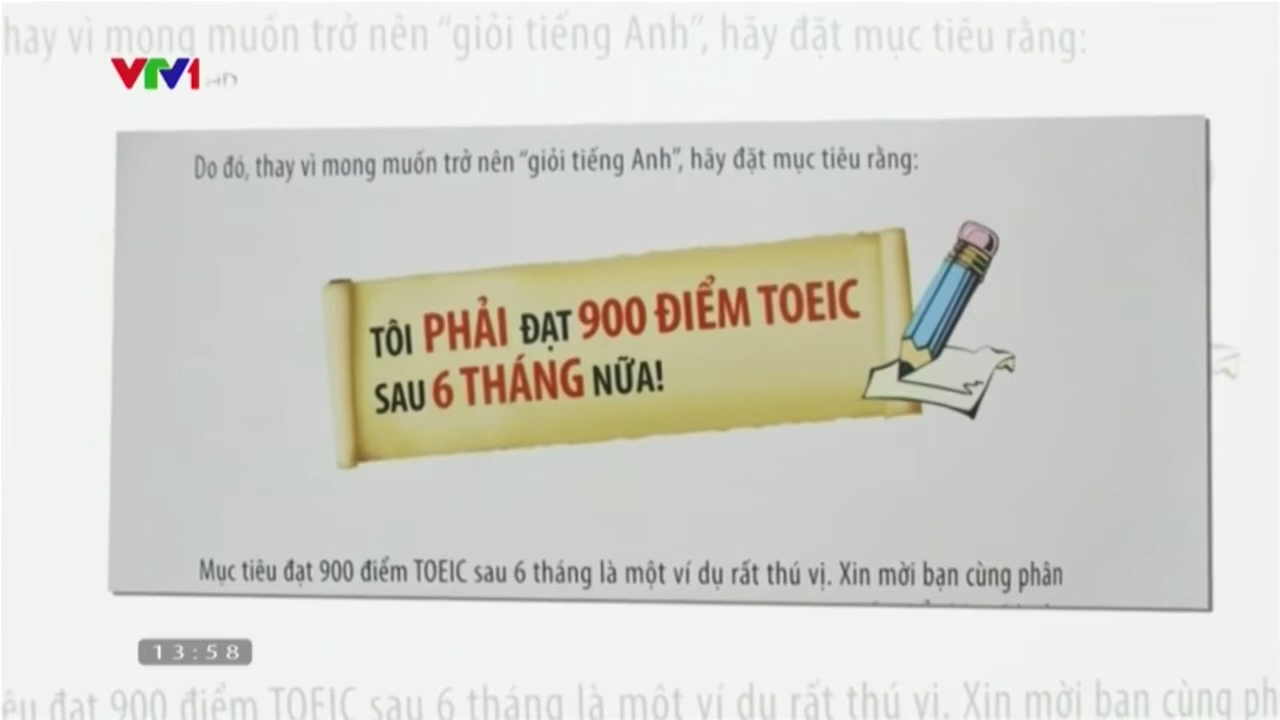 hay vì mong muốn trở nên “giỏi tiếng Anh”, hãy đặt mục tiêu rằng:
VTV1 HD
Do đó, thay vì mong muốn trở nên “giỏi tiếng Anh”, hãy đặt mục tiêu rằng:
TÔI PHẢI ĐẠT 900 ĐIỂM TOEIC
SAU 6 THÁNG NỮA!
Mục tiêu đạt 900 điểm TOEIC sau 6 tháng là một ví dụ rất thú vị. Xin mời bạn cùng phân
13:58
êu đạt 900 điểm TOEIC sau 6 tháng là một ví dụ rất thú vị. Xin mời bạn cùng ph